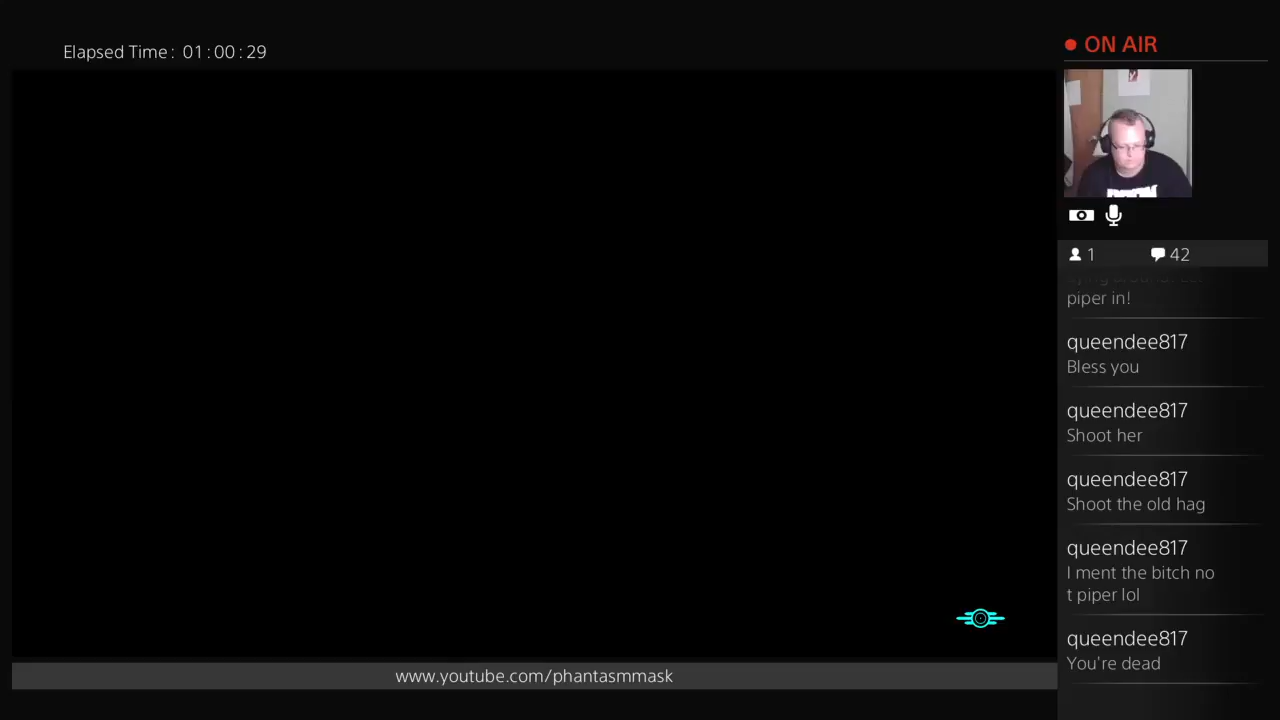 Elapsed Time: 01:00:29
ON AIR
1 42
piper in!
queendee817
Bless you
queendee817
Shoot her
queendee817
Shoot the old hag
queendee817
I ment the bitch no
t piper lol
queendee817
You're dead
www.youtube.com/phantasmmask